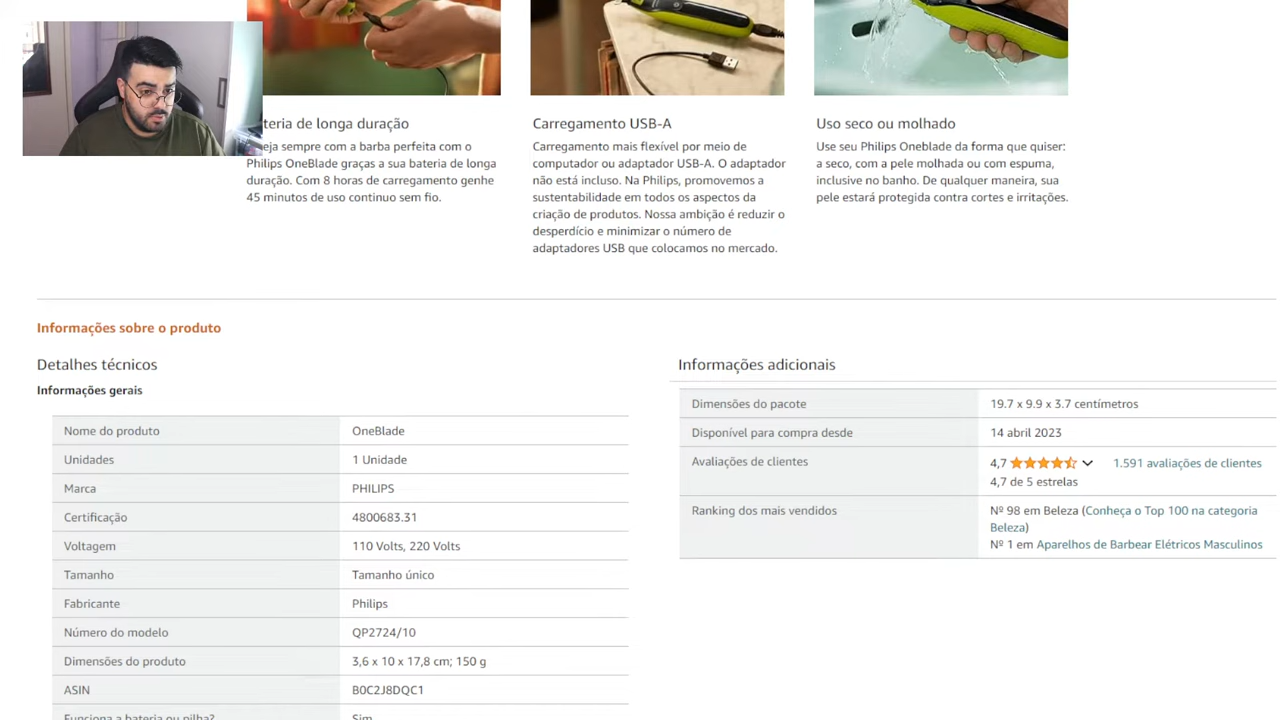 teria de longa duração
eja sempre com a barba perfeita com o
Philips OneBlade graças a sua bateria de longa
duração. Com 8 horas de carregamento genhe
45 minutos de uso continuo sem fio.
Carregamento USB-A
Carregamento mais flexível por meio de
computador ou adaptador USB-A. O adaptador
não está incluso. Na Philips, promovemos a
sustentabilidade em todos os aspectos da
criação de produtos. Nossa ambição é reduzir o
desperdício e minimizar o número de
adaptadores USB que colocamos no mercado.
Uso seco ou molhado
Use seu Philips Oneblade da forma que quiser:
a seco, com a pele molhada ou com espuma,
inclusive no banho. De qualquer maneira, sua
pele estará protegida contra cortes e irritações.
Informações sobre o produto
Detalhes técnicos
Informações gerais
Nome do produto OneBlade
Unidades 1 Unidade
Marca PHILIPS
Certificação 4800683.31
Voltagem 110 Volts, 220 Volts
Tamanho Tamanho único
Fabricante Philips
Número do modelo QP2724/10
Dimensões do produto 3,6 x 10 x 17,8 cm; 150 g
ASIN B0C2J8DQC1
Funciona a bateria ou pilha? Sim
Informações adicionais
Dimensões do pacote 19.7 x 9.9 x 3.7 centímetros
Disponível para compra desde 14 abril 2023
Avaliações de clientes 4,7 1.591 avaliações de clientes
4,7 de 5 estrelas
Ranking dos mais vendidos Nº 98 em Beleza (Conheça o Top 100 na categoria
Beleza)
Nº 1 em Aparelhos de Barbear Elétricos Masculinos